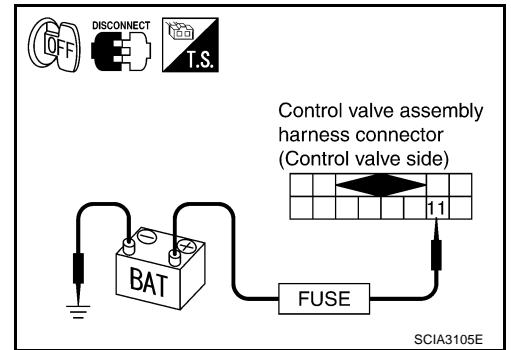 OFF
DISCONNECT
T.S.
Control valve assembly
harness connector
(Control valve side)
11
BAT
FUSE
SCIA3105E